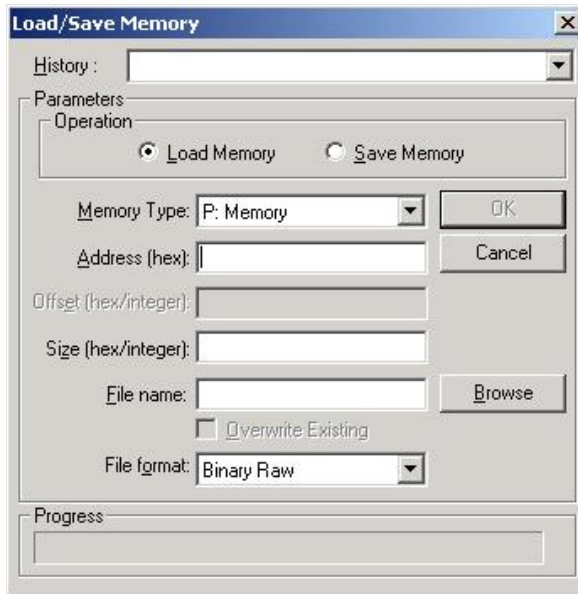 Load/Save Memory
History :
Parameters
Operation
Load Memory Save Memory
Memory Type: P: Memory OK
Address (hex): Cancel
Offset (hex/integer):
Size (hex/integer):
File name: Browse
Overwrite Existing
File format: Binary Raw
Progress